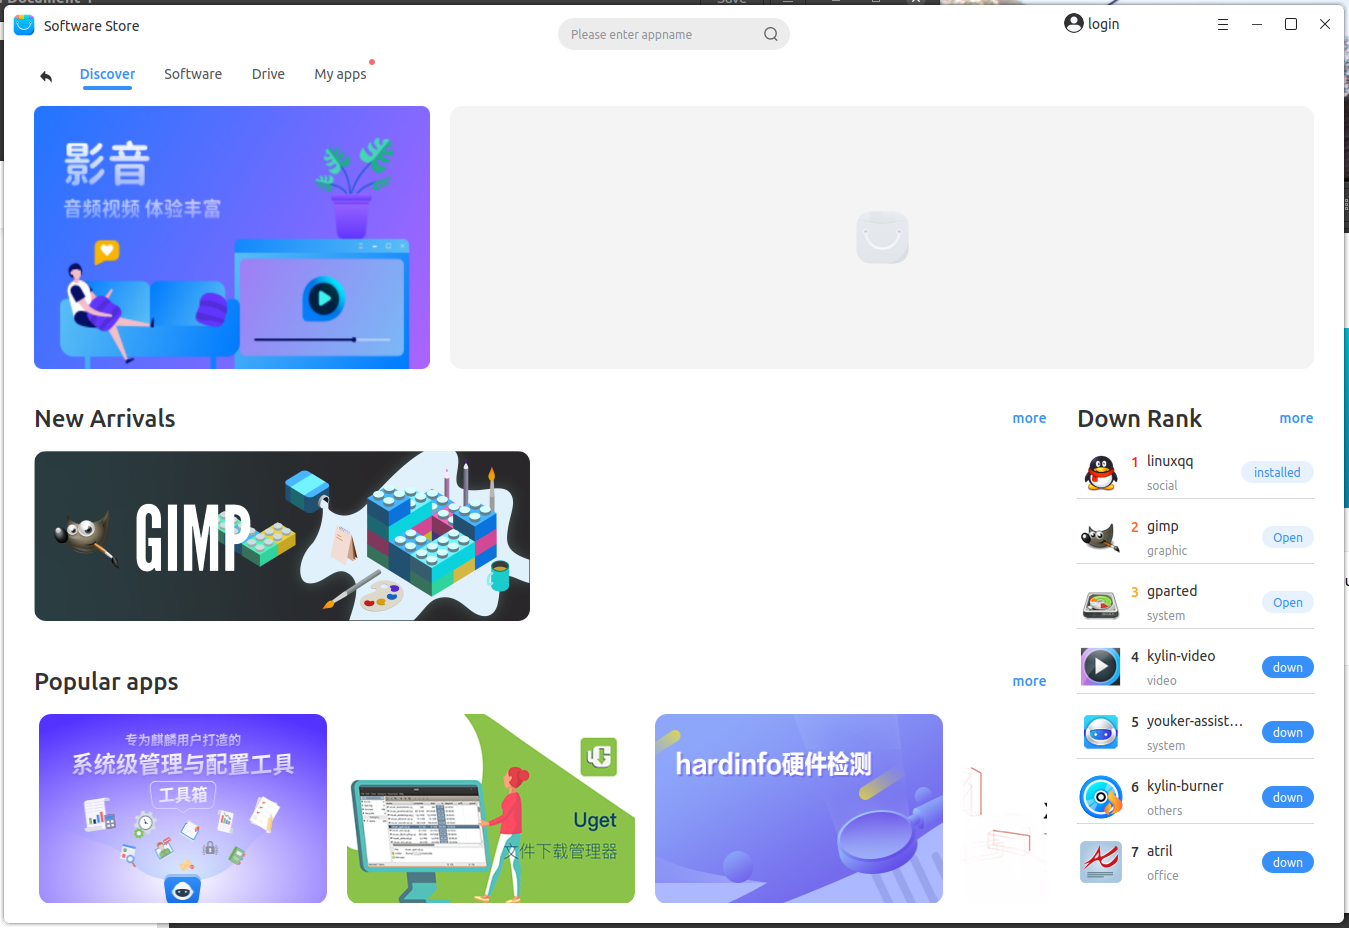 Software Store
Please enter appname
login
Discover
Software
Drive
My apps
影音
音频视频 体验丰富
New Arrivals
more
GIMP
Popular apps
more
专为麒麟用户打造的
系统级管理与配置工具
工具箱
Uget
文件下载管理器
hardinfo硬件检测
Down Rank
more
1 linuxqq
social
installed
2 gimp
graphic
Open
3 gparted
system
Open
4 kylin-video
video
down
5 youker-assist...
system
down
6 kylin-burner
others
down
7 atril
office
down